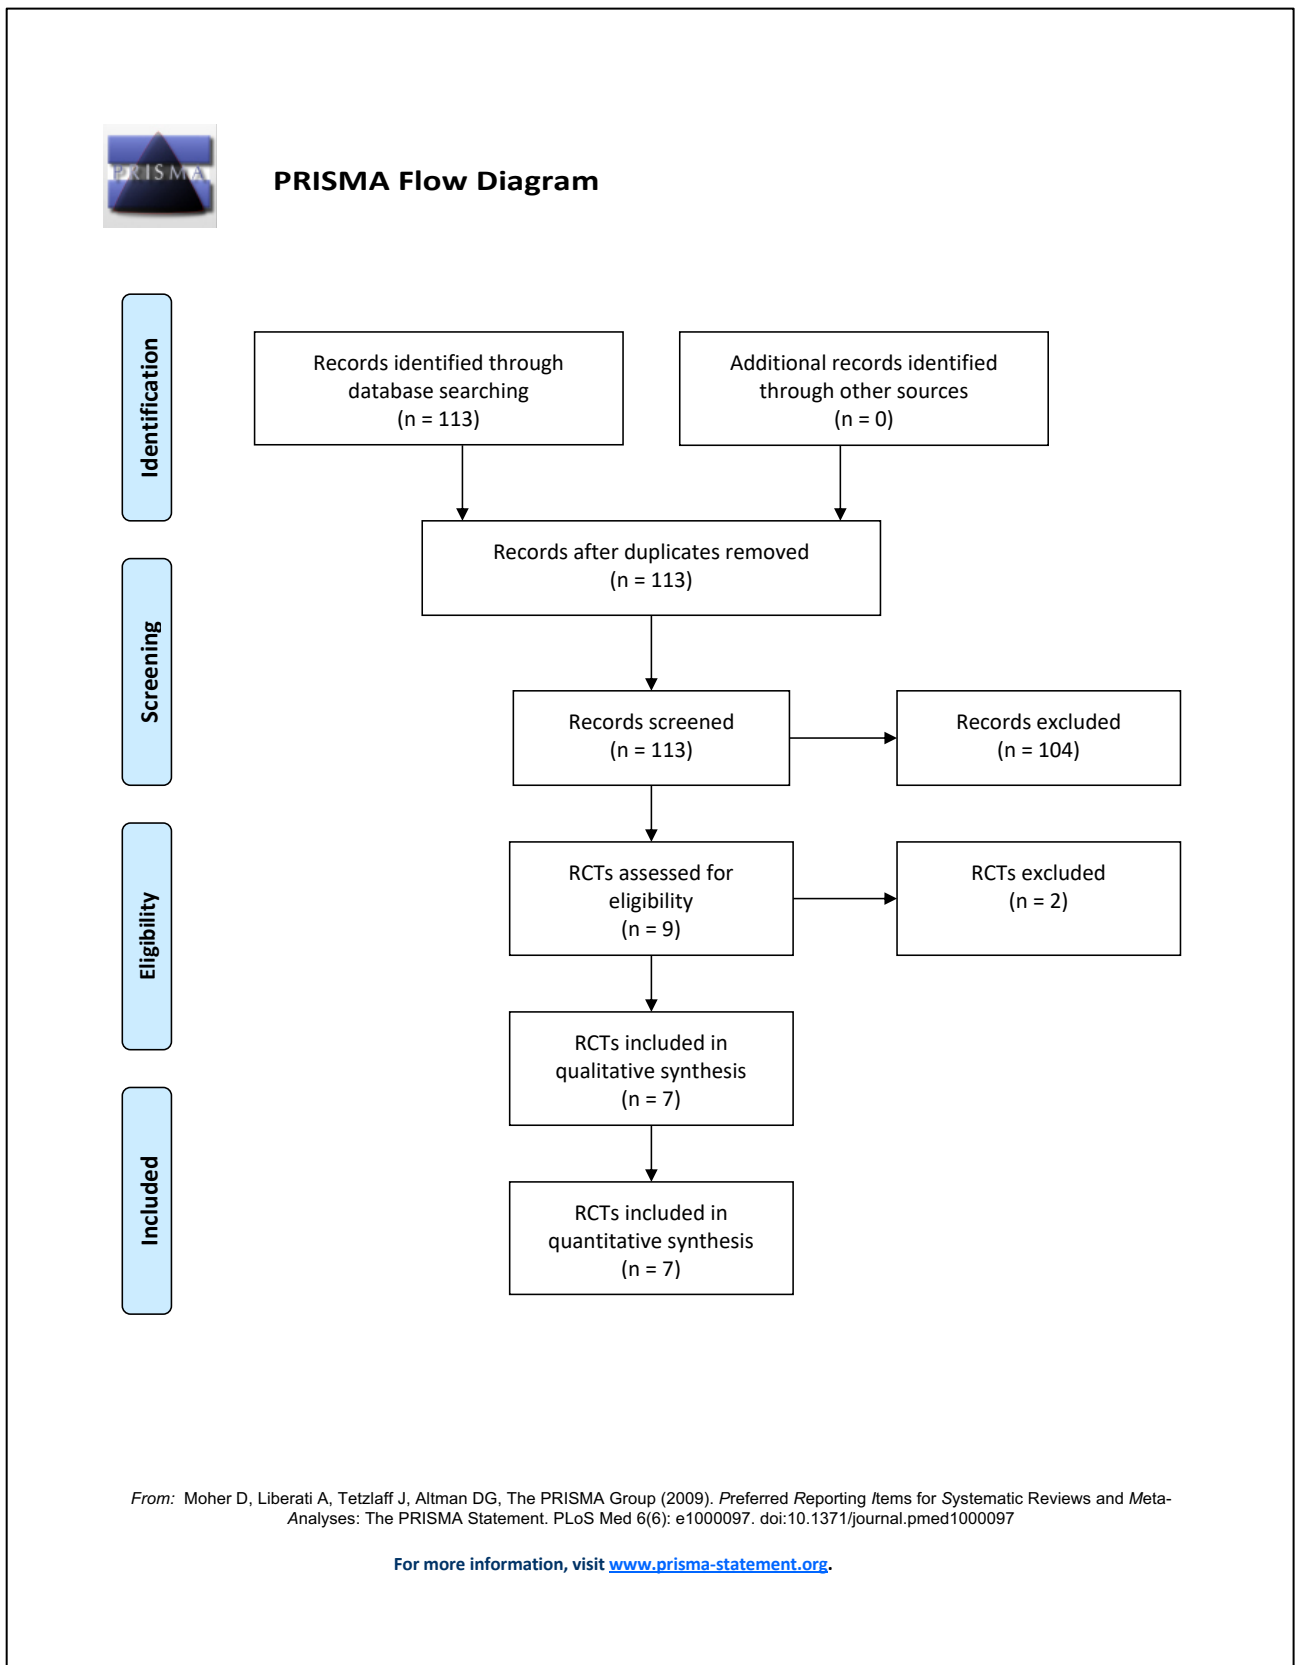 PRISMA
PRISMA Flow Diagram
Identification
Records identified through
database searching
(n = 113)
Additional records identified
through other sources
(n = 0)
Records after duplicates removed
(n = 113)
Screening
Records screened
(n = 113)
Records excluded
(n = 104)
Eligibility
RCTs assessed for
eligibility
(n = 9)
RCTs excluded
(n = 2)
RCTs included in
qualitative synthesis
(n = 7)
Included
RCTs included in
quantitative synthesis
(n = 7)
From: Moher D, Liberati A, Tetzlaff J, Altman DG, The PRISMA Group (2009). Preferred Reporting Items for Systematic Reviews and Meta-
Analyses: The PRISMA Statement. PLoS Med 6(6): e1000097. doi:10.1371/journal.pmed1000097
For more information, visit www.prisma-statement.org.